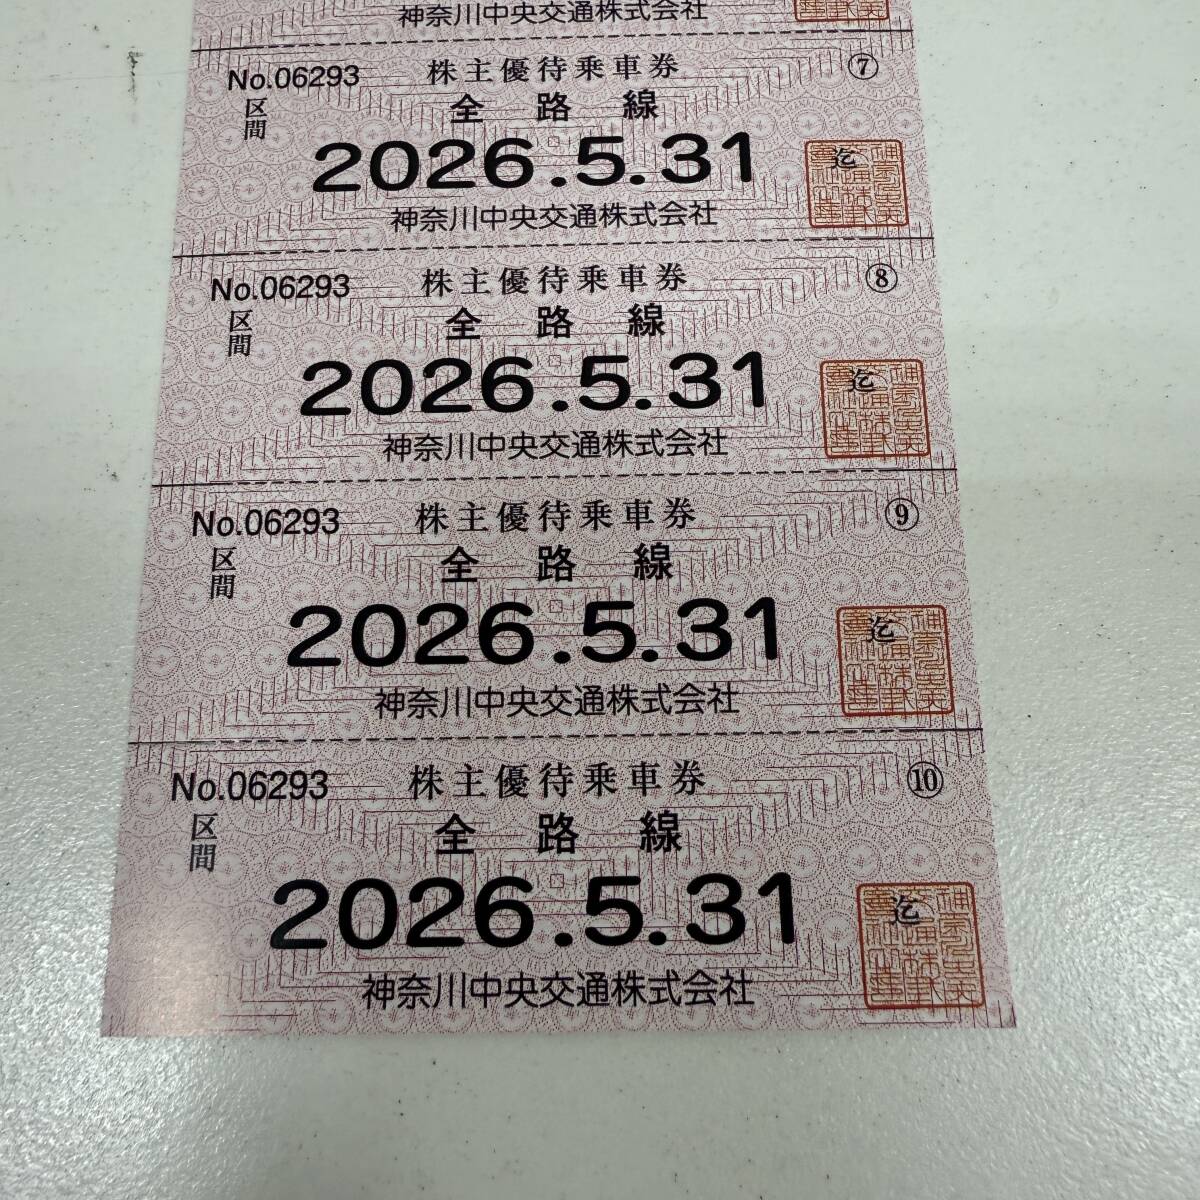 神奈川中央交通株式会社
No.06293 株主優待乗車券 ⑦
区間
全路線
2026.5.31 迄
神奈川中央交通株式会社
No.06293 株主優待乗車券 ⑧
区間
全路線
2026.5.31 迄
神奈川中央交通株式会社
No.06293 株主優待乗車券 ⑨
区間
全路線
2026.5.31 迄
神奈川中央交通株式会社
No.06293 株主優待乗車券 ⑩
区間
全路線
2026.5.31 迄
神奈川中央交通株式会社